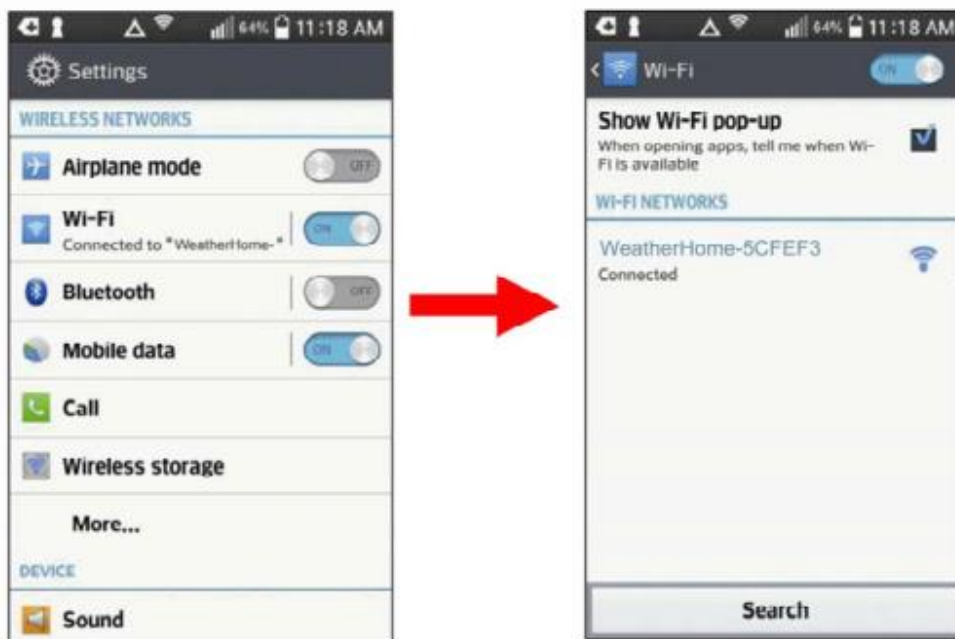 64% 11:18 AM
Settings
WIRELESS NETWORKS
Airplane mode OFF
Wi-Fi
Connected to "WeatherHome-" ON
Bluetooth OFF
Mobile data ON
Call
Wireless storage
More...
DEVICE
Sound
64% 11:18 AM
Wi-Fi ON
Show Wi-Fi pop-up
When opening apps, tell me when Wi-
Fi is available
WI-FI NETWORKS
WeatherHome-5CFEF3
Connected
Search